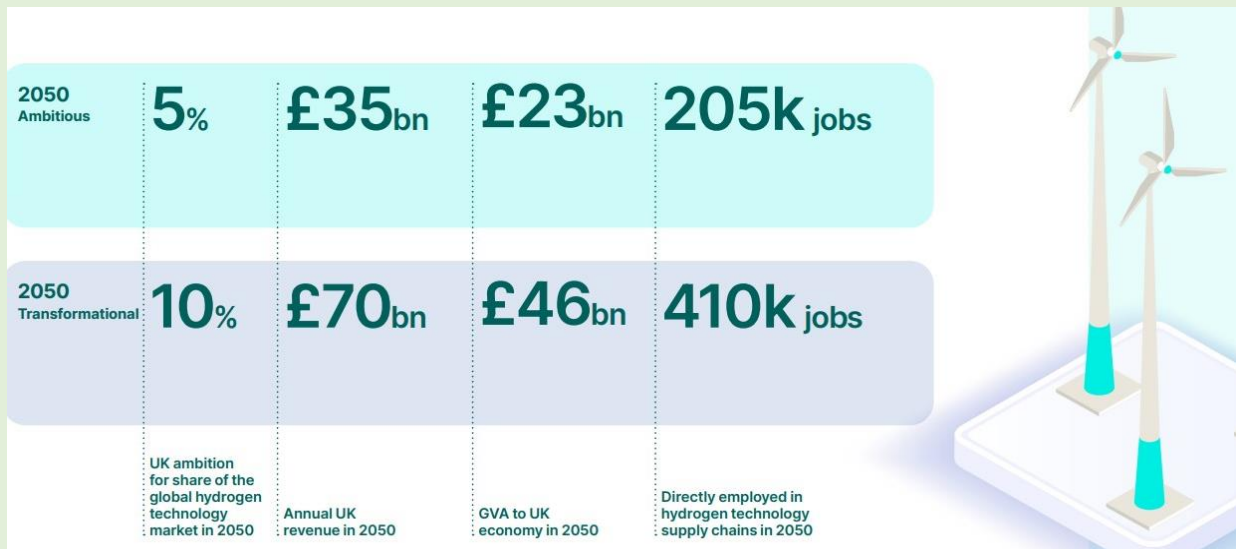 2050
Ambitious
5%
£35bn
£23bn
205k jobs
2050
Transformational
10%
£70bn
£46bn
410k jobs
UK ambition
for share of the
global hydrogen
technology
market in 2050
Annual UK
revenue in 2050
GVA to UK
economy in 2050
Directly employed in
hydrogen technology
supply chains in 2050